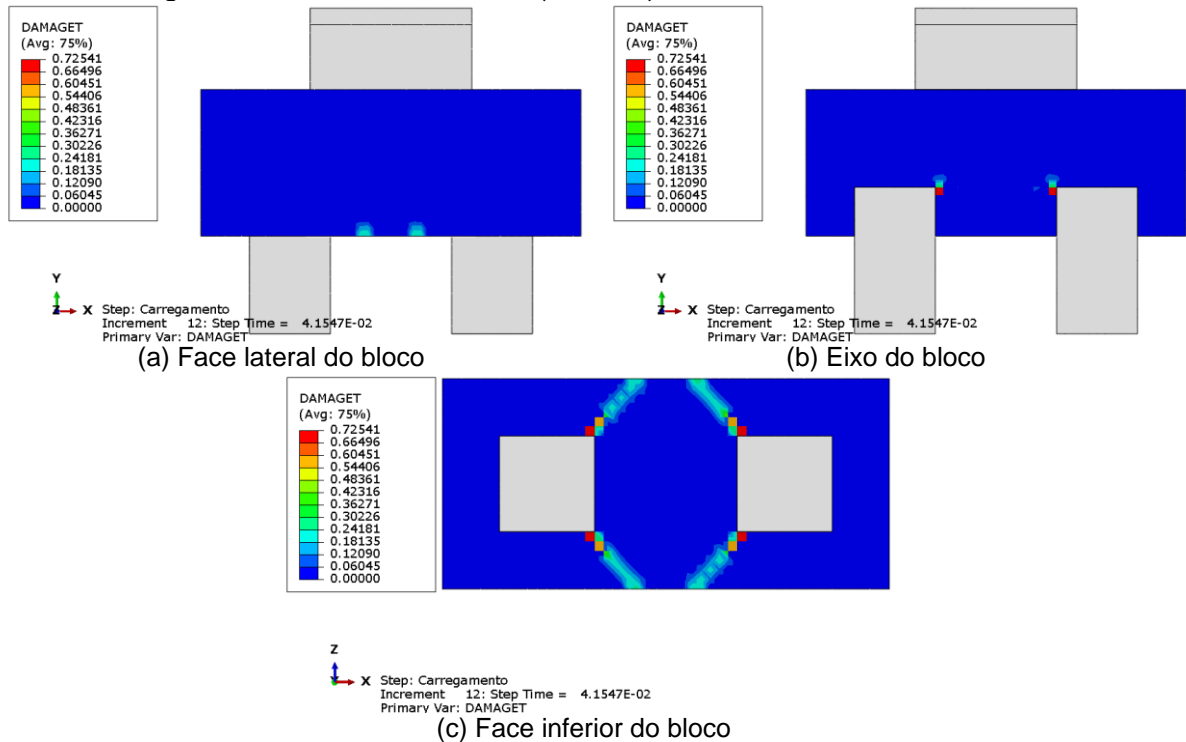 DAMAGET
(Avg: 75%)
0.72541
0.66496
0.60451
0.54406
0.48361
0.42316
0.36271
0.30226
0.24181
0.18135
0.12090
0.06045
0.00000
Y
Z X
Step: Carregamento
Increment 12: Step Time = 4.1547E-02
Primary Var: DAMAGET
(a) Face lateral do bloco
DAMAGET
(Avg: 75%)
0.72541
0.66496
0.60451
0.54406
0.48361
0.42316
0.36271
0.30226
0.24181
0.18135
0.12090
0.06045
0.00000
Y
Z X
Step: Carregamento
Increment 12: Step Time = 4.1547E-02
Primary Var: DAMAGET
(b) Eixo do bloco
DAMAGET
(Avg: 75%)
0.72541
0.66496
0.60451
0.54406
0.48361
0.42316
0.36271
0.30226
0.24181
0.18135
0.12090
0.06045
0.00000
Z
X
Step: Carregamento
Increment 12: Step Time = 4.1547E-02
Primary Var: DAMAGET
(c) Face inferior do bloco